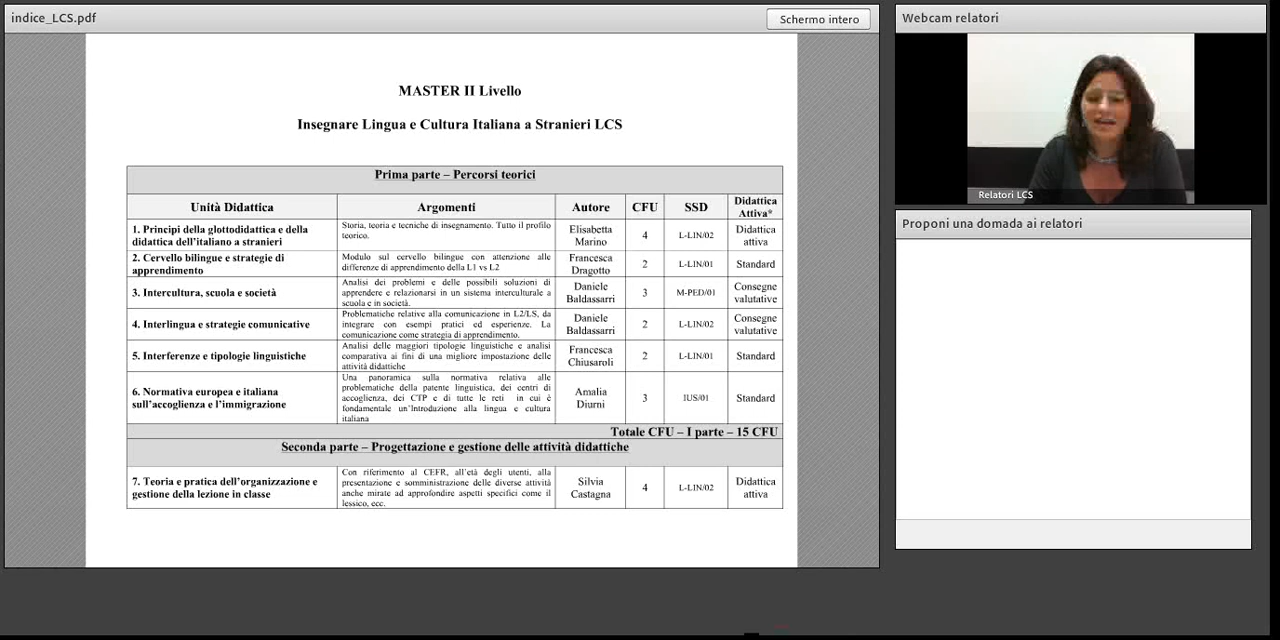 indice_LCS.pdf
Schermo intero
MASTER II Livello
Insegnare Lingua e Cultura Italiana a Stranieri LCS
Prima parte – Percorsi teorici
Unità Didattica
Argomenti
Autore
CFU
SSD
Didattica
Attiva*
1. Principi della glottodidattica e della
didattica dell'italiano a stranieri
Storia, teoria e tecniche di insegnamento. Tutto il profilo
teorico.
Elisabetta
Marino
4
L-LIN/02
Didattica
attiva
2. Cervello bilingue e strategie di
apprendimento
Modulo sul cervello bilingue con attenzione alle
differenze di apprendimento della L1 vs L2
Francesca
Dragotto
2
L-LIN/01
Standard
3. Intercultura, scuola e società
Analisi dei problemi e delle possibili soluzioni di
apprendere e relazionarsi in un sistema interculturale a
scuola e in società.
Daniele
Baldassarri
3
M-PED/01
Consegne
valutative
4. Interlingua e strategie comunicative
Problematiche relative alla comunicazione in L2/LS, da
integrare con esempi pratici ed esperienze. La
comunicazione come strategia di apprendimento.
Daniele
Baldassarri
2
L-LIN/02
Consegne
valutative
5. Interferenze e tipologie linguistiche
Analisi delle maggiori tipologie linguistiche e analisi
comparativa ai fini di una migliore impostazione delle
attività didattiche
Francesca
Chiusaroli
2
L-LIN/01
Standard
6. Normativa europea e italiana
sull'accoglienza e l'immigrazione
Una panoramica sulla normativa relativa alle
problematiche della patente linguistica, dei centri di
accoglienza, dei CTP e di tutte le reti in cui è
fondamentale un'Introduzione alla lingua e cultura
italiana
Amalia
Diurni
3
IUS/01
Standard
Totale CFU – I parte – 15 CFU
Seconda parte – Progettazione e gestione delle attività didattiche
7. Teoria e pratica dell'organizzazione e
gestione della lezione in classe
Con riferimento al CEFR, all'età degli utenti, alla
presentazione e somministrazione delle diverse attività
anche mirate ad approfondire aspetti specifici come il
lessico, ecc.
Silvia
Castagna
4
L-LIN/02
Didattica
attiva
Webcam relatori
Relatori LCS
Proponi una domada ai relatori